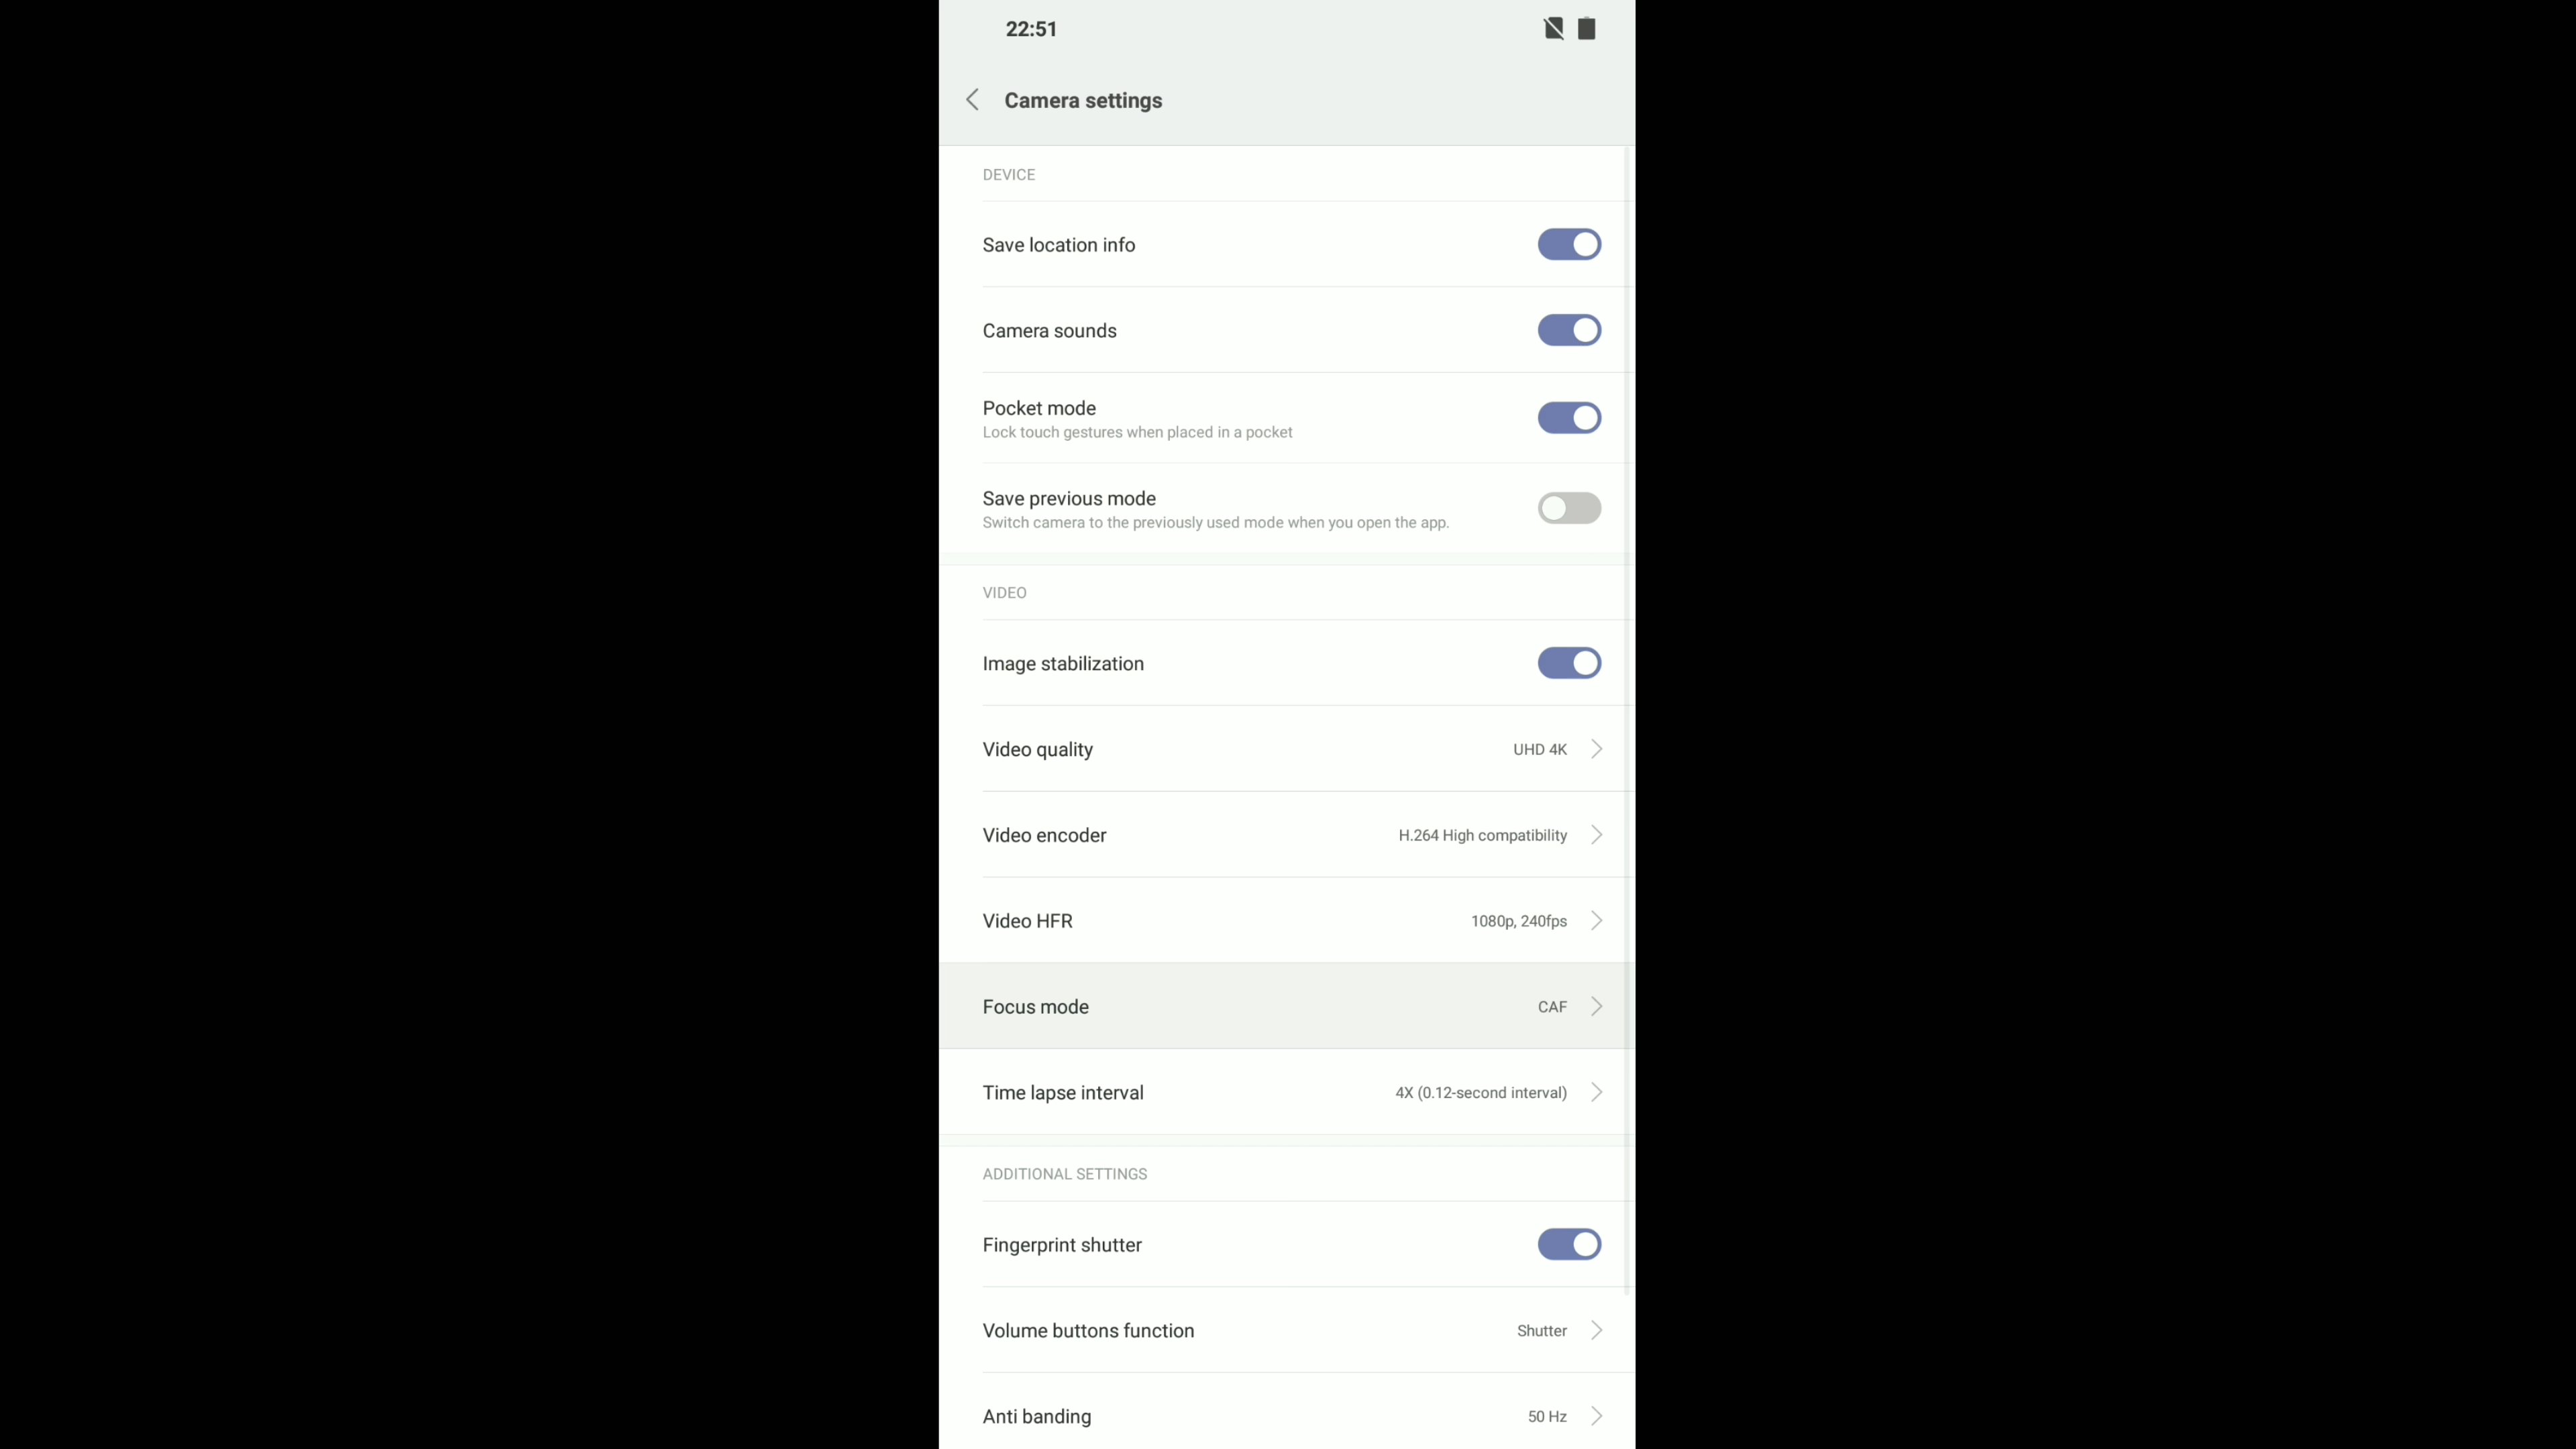 22:51
Camera settings
DEVICE
Save location info
Camera sounds
Pocket mode
Lock touch gestures when placed in a pocket
Save previous mode
Switch camera to the previously used mode when you open the app.
VIDEO
Image stabilization
Video quality UHD 4K
Video encoder H.264 High compatibility
Video HFR 1080p, 240fps
Focus mode CAF
Time lapse interval 4X (0.12-second interval)
ADDITIONAL SETTINGS
Fingerprint shutter
Volume buttons function Shutter
Anti banding 50 Hz